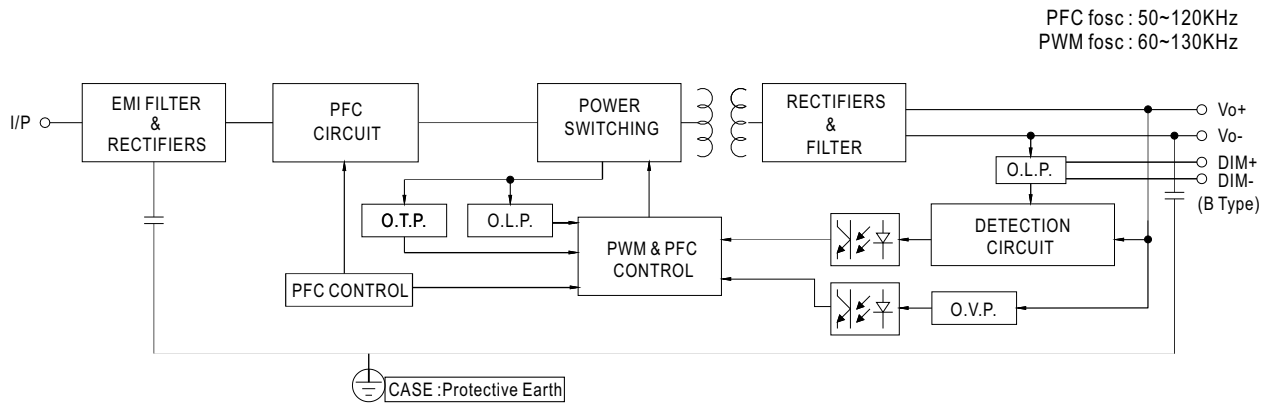 PFC fosc : 50~120KHz
PWM fosc : 60~130KHz
I/P
EMI FILTER
&
RECTIFIERS
PFC
CIRCUIT
POWER
SWITCHING
RECTIFIERS
&
FILTER
Vo+
Vo-
DIM+
DIM-
(B Type)
O.L.P.
O.T.P.
O.L.P.
DETECTION
CIRCUIT
PWM & PFC
CONTROL
PFC CONTROL
O.V.P.
CASE :Protective Earth